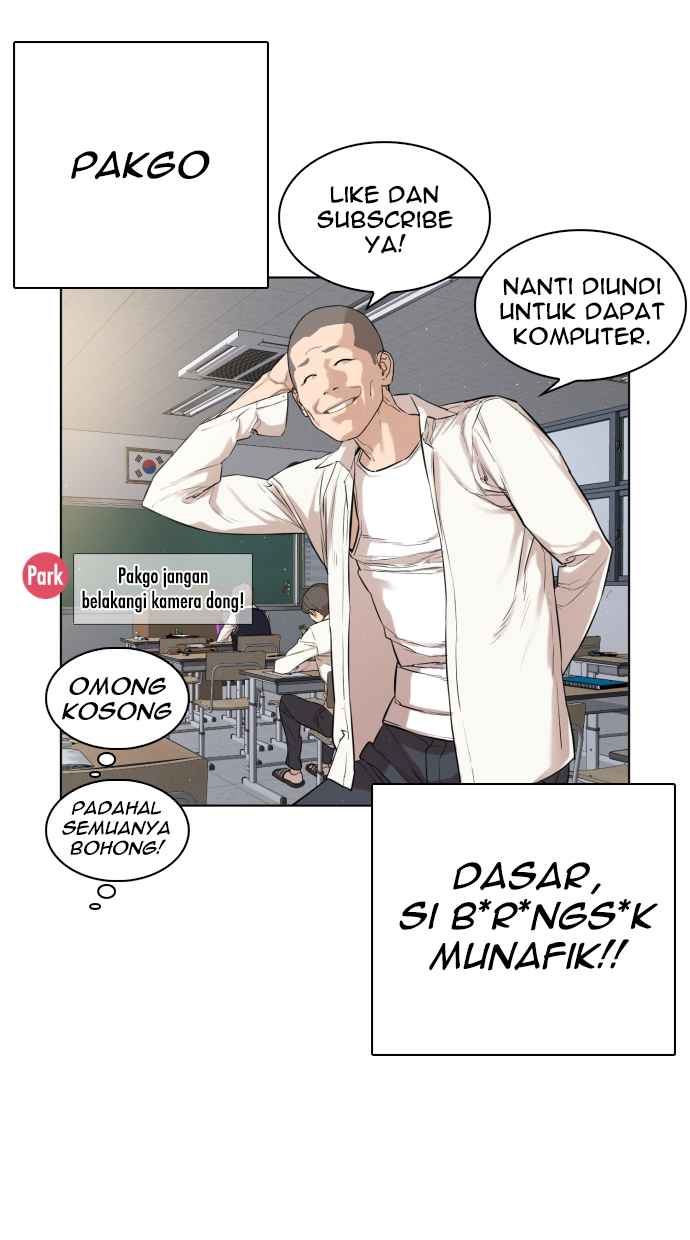 PAKGO
LIKE DAN
SUBSCRIBE
YA!
NANTI DIUNDI
UNTUK DAPAT
KOMPUTER.
Park
Pakgo jangan
belakangi kamera dong!
OMONG
KOSONG
PADAHAL
SEMUANYA
BOHONG!
DASAR,
SI B*R*NGS*K
MUNAFIK!!